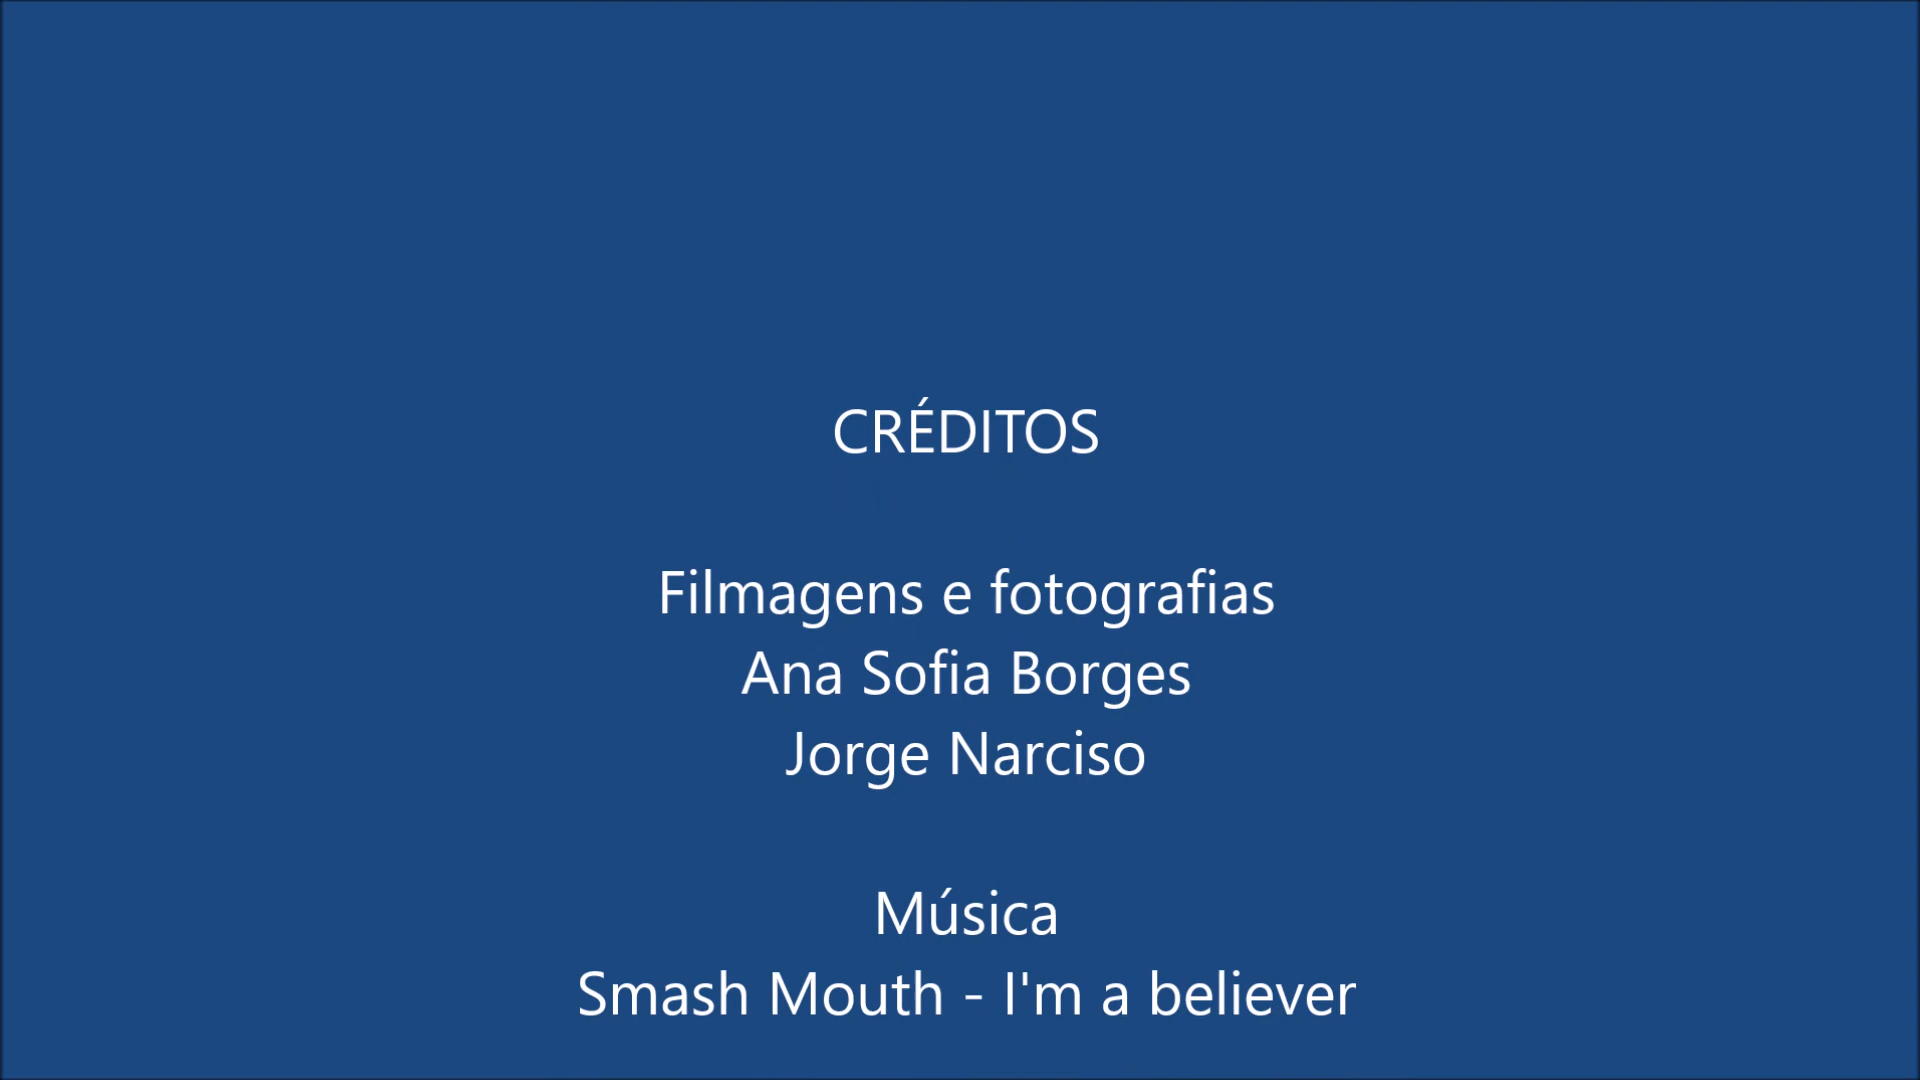 CRÉDITOS
Filmagens e fotografias
Ana Sofia Borges
Jorge Narciso
Música
Smash Mouth - I'm a believer